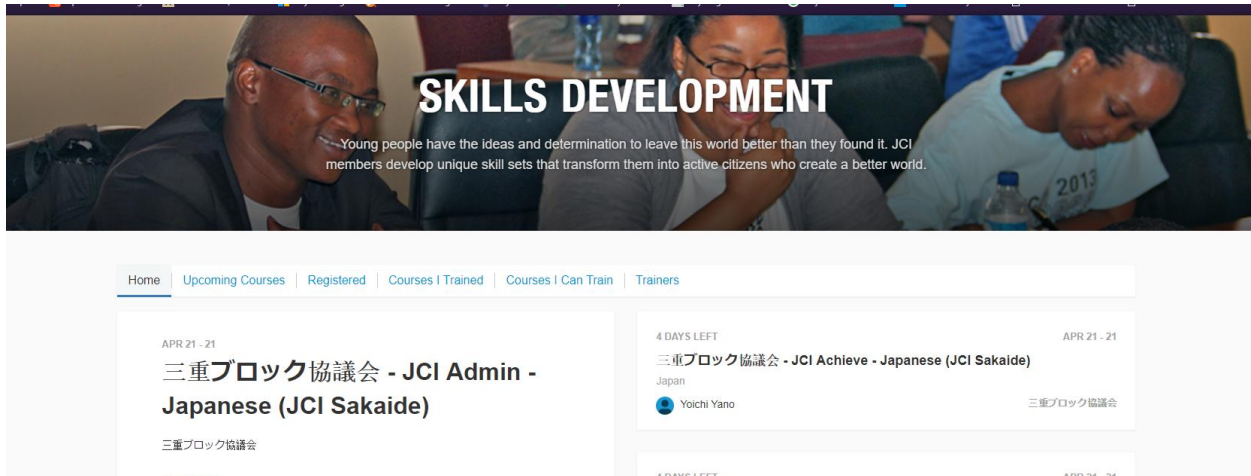 SKILLS DEVELOPMENT
Young people have the ideas and determination to leave this world better than they found it. JCI
members develop unique skill sets that transform them into active citizens who create a better world.
2013
Home
Upcoming Courses
Registered
Courses I Trained
Courses I Can Train
Trainers
APR 21 - 21
三重ブロック協議会 - JCI Admin -
Japanese (JCI Sakaide)
三重ブロック協議会
4 DAYS LEFT
APR 21 - 21
三重ブロック協議会 - JCI Achieve - Japanese (JCI Sakaide)
Japan
Yoichi Yano
三重ブロック協議会
4 DAYS LEFT
APR 21 - 21